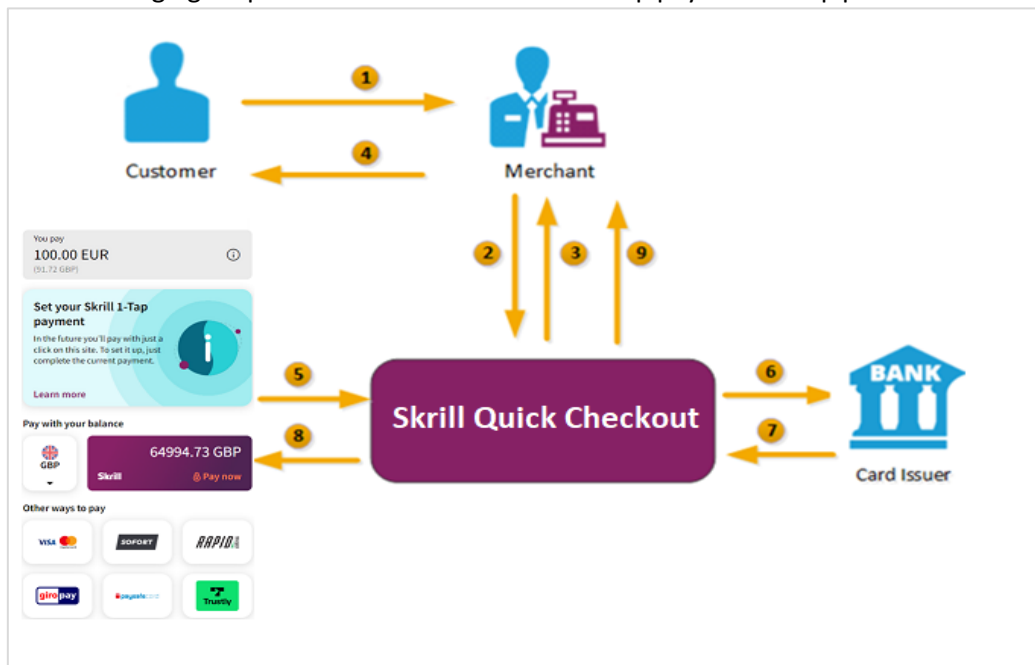 1
4
Customer
Merchant
2
3
9
You pay
100.00 EUR
(91.72 GBP)
Set your Skrill 1-Tap
payment
In the future you'll pay with just a
click on this site. To set it up, just
complete the current payment.
Learn more
5
8
Skrill Quick Checkout
6
7
BANK
Card Issuer
Pay with your balance
GBP
64994.73 GBP
Skrill
Pay now
Other ways to pay
VISA
SOFORT
RAPID
giropay
paysafecard
Trustly